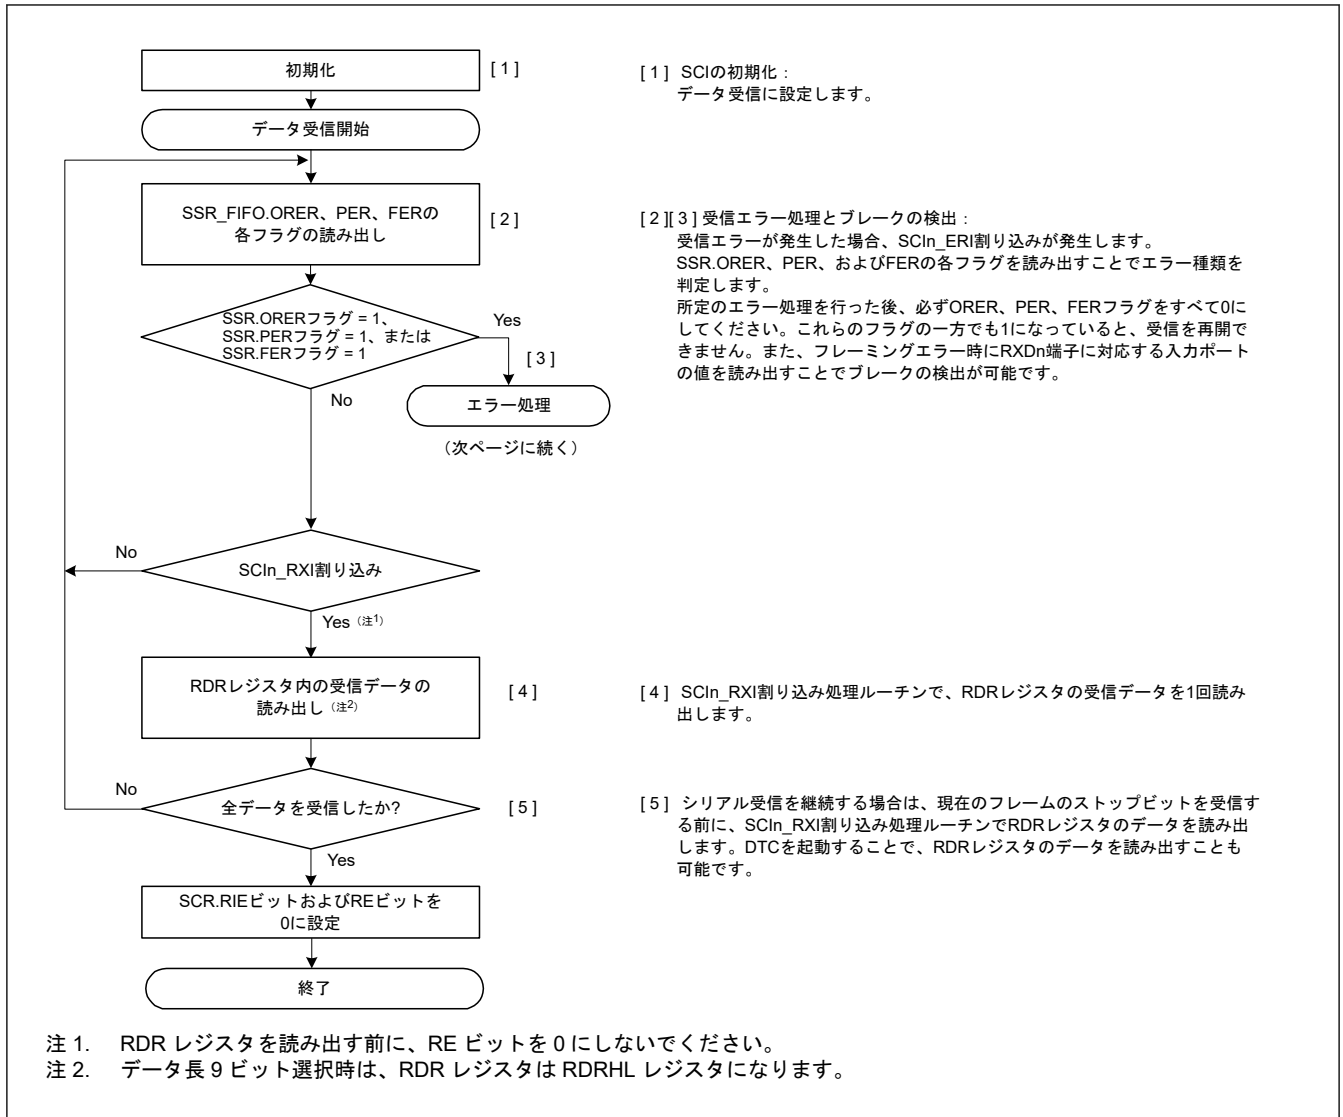 初期化
[ 1 ]
[ 1 ] SCIの初期化：
データ受信に設定します。
データ受信開始
SSR_FIFO.ORER、PER、FERの
各フラグの読み出し
[ 2 ]
[ 2 ][ 3 ] 受信エラー処理とブレークの検出：
受信エラーが発生した場合、SCIn_ERI割り込みが発生します。
SSR.ORER、PER、およびFERの各フラグを読み出すことでエラー種類を
判定します。
所定のエラー処理を行った後、必ずORER、PER、FERフラグをすべて0に
してください。これらのフラグの一方でも1になっていると、受信を再開で
きません。また、フレーミングエラー時にRXDn端子に対応する入力ポート
の値を読み出すことでブレークの検出が可能です。
SSR.ORERフラグ = 1、
SSR.PERフラグ = 1、または
SSR.FERフラグ = 1
Yes
[ 3 ]
No
エラー処理
（次ページに続く）
No
SCIn_RXI割り込み
Yes（注1）
RDRレジスタ内の受信データの
読み出し（注2）
[ 4 ]
[ 4 ] SCIn_RXI割り込み処理ルーチンで、RDRレジスタの受信データを1回読み
出します。
No
全データを受信したか?
[ 5 ]
[ 5 ] シリアル受信を継続する場合は、現在のフレームのストップビットを受信す
る前に、SCIn_RXI割り込み処理ルーチンでRDRレジスタのデータを読み出
します。DTCを起動することで、RDRレジスタのデータを読み出すことも
可能です。
Yes
SCR.RIEビットおよびREビットを
0に設定
終了
注 1. RDR レジスタを読み出す前に、RE ビットを 0 にしないでください。
注 2. データ長 9 ビット選択時は、RDR レジスタは RDRHL レジスタになります。